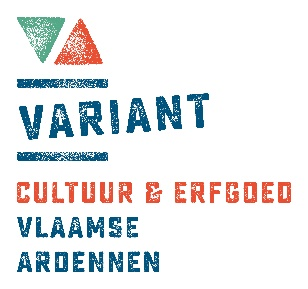 VARIANT
CULTUUR & ERFGOED
VLAAMSE
ARDENNEN